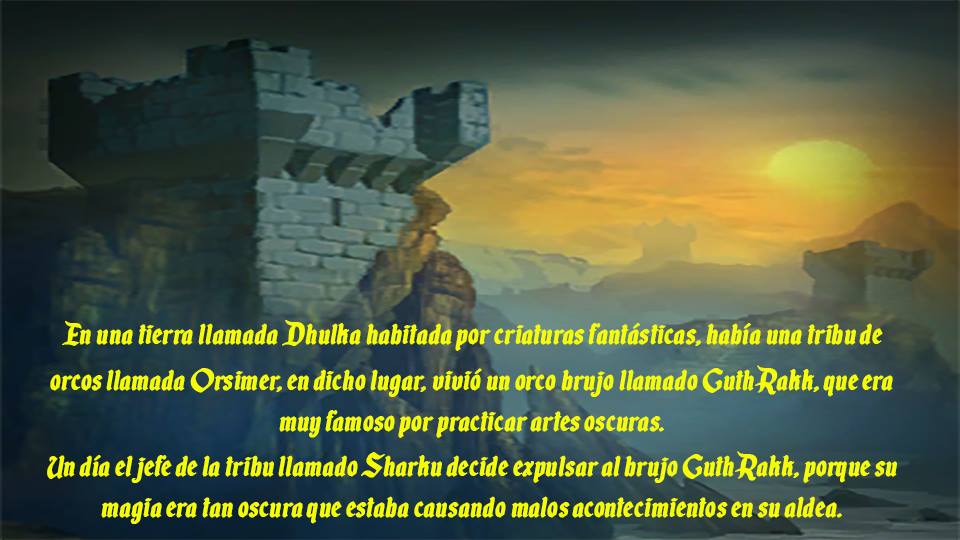 En una tierra llamada Dhulka habitada por criaturas fantásticas, había una tribu de
orcos llamada Orsimer, en dicho lugar, vivió un orco brujo llamado GuthRakk, que era
muy famoso por practicar artes oscuras.
Un día el jefe de la tribu llamado Sharku decide expulsar al brujo GuthRakk, porque su
magia era tan oscura que estaba causando malos acontecimientos en su aldea.